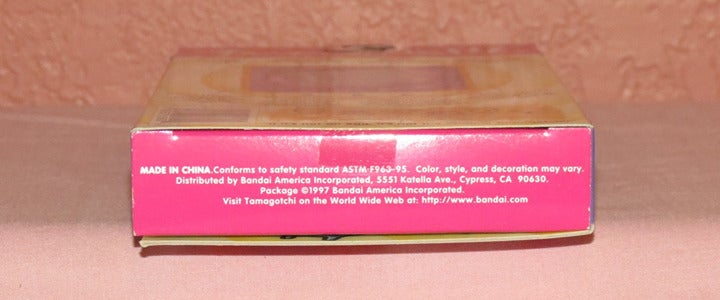 MADE IN CHINA.Conforms to safety standard ASTM-F963-95. Color, style, and decoration may vary.
Distributed by Bandai America Incorporated, 5551 Katella Ave., Cypress, CA 90630.
Package ©1997 Bandai America Incorporated.
Visit Tamagotchi on the World Wide Web at: http://www.bandai.com